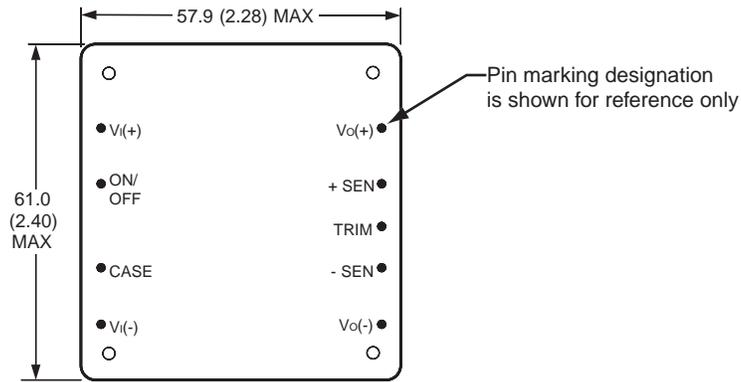 57.9 (2.28) MAX
Pin marking designation
is shown for reference only
VI(+)
VO(+)
ON/
OFF
+ SEN
61.0
(2.40)
MAX
TRIM
CASE
- SEN
VI(-)
VO(-)